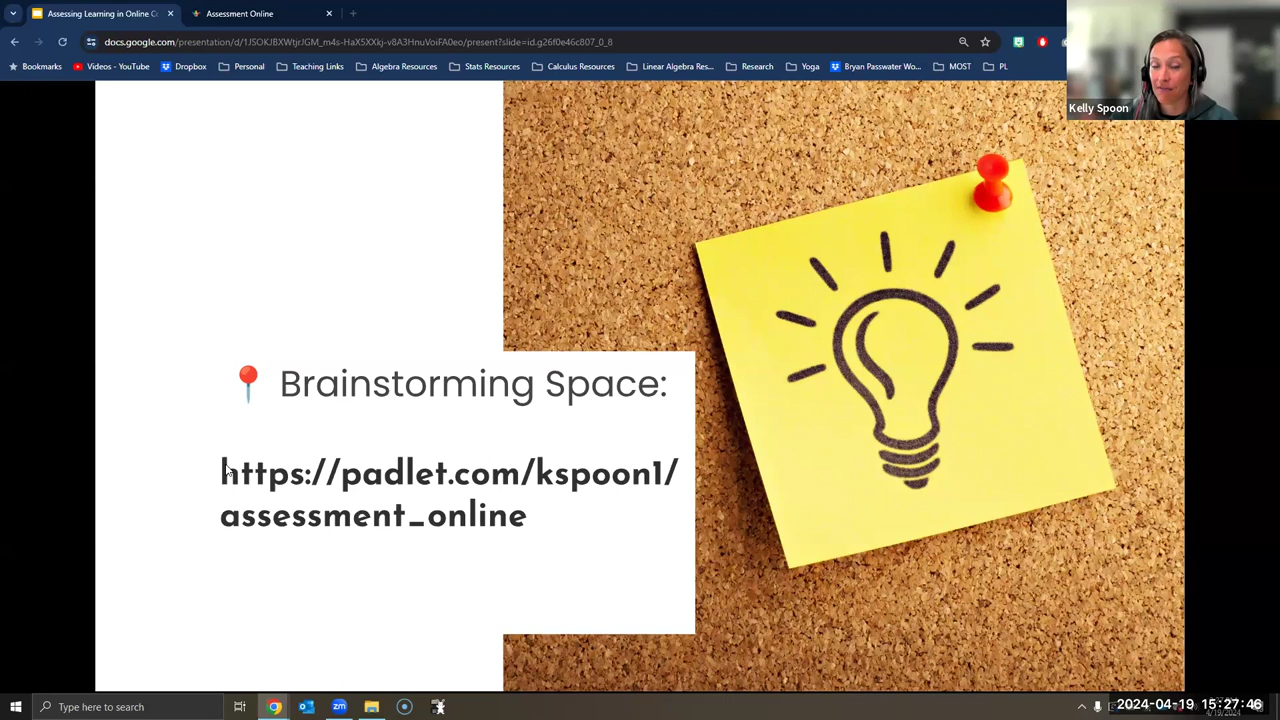 Assessing Learning in Online Co
Assessment Online
docs.google.com/presentation/d/1JSOKJBXWtjrJGM_m4s-HaX5OXkj-v8A3HnuVoiFA0eo/present?slide=id.g26f0e46c807_0_8
Bookmarks Videos - YouTube Dropbox Personal Teaching Links Algebra Resources Stats Resources Calculus Resources Linear Algebra Res... Research Yoga Bryan Passwater Wo... MOST PL
Kelly Spoon
Brainstorming Space:
https://padlet.com/kspoon1/
assessment_online
Type here to search
zm
2024-04-19 15:27:46